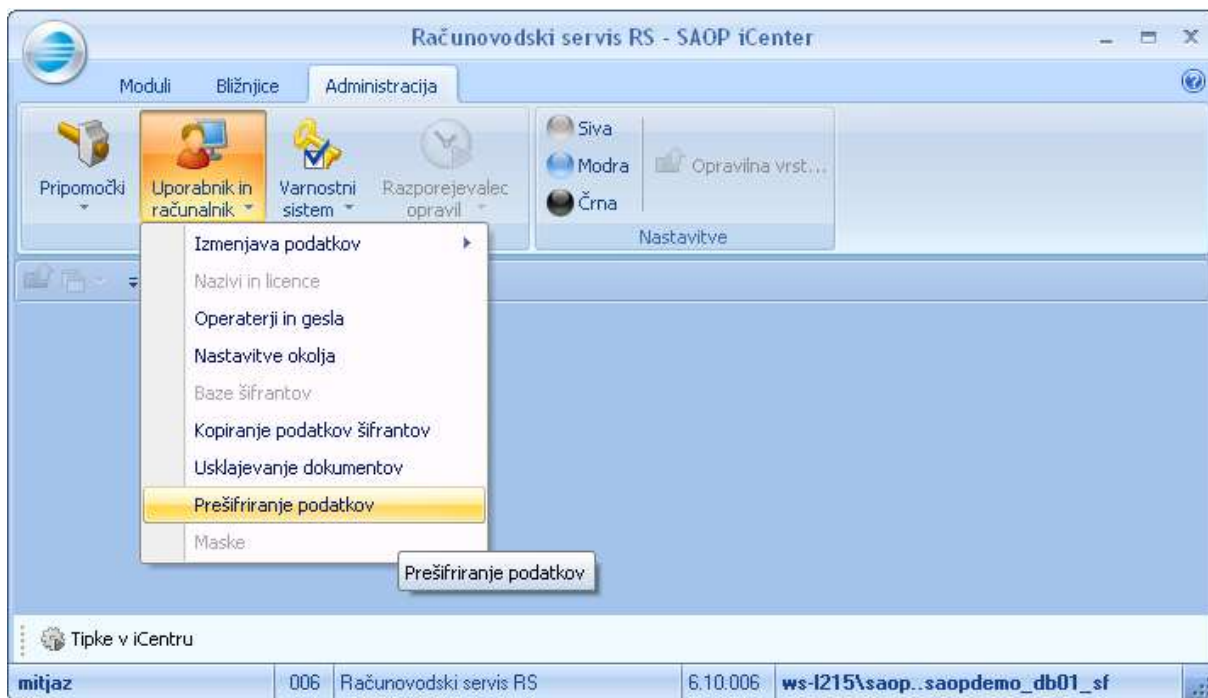 Računovodski servis RS - SAOP iCenter
Moduli Bližnjice Administracija
Pripomočki
Uporabnik in računalnik
Varnostni sistem
Razporejevalec opravil
Siva
Modra
Črna
Opravilna vrst...
Nastavitve
Izmenjava podatkov
Nazivi in licence
Operaterji in gesla
Nastavitve okolja
Baze šifrantov
Kopiranje podatkov šifrantov
Usklajevanje dokumentov
Prešifriranje podatkov
Maske
Prešifriranje podatkov
Tipke v iCentru
mitjaz 006 Računovodski servis RS 6.10.006 ws-l215\saop..saopdemo_db01_sf